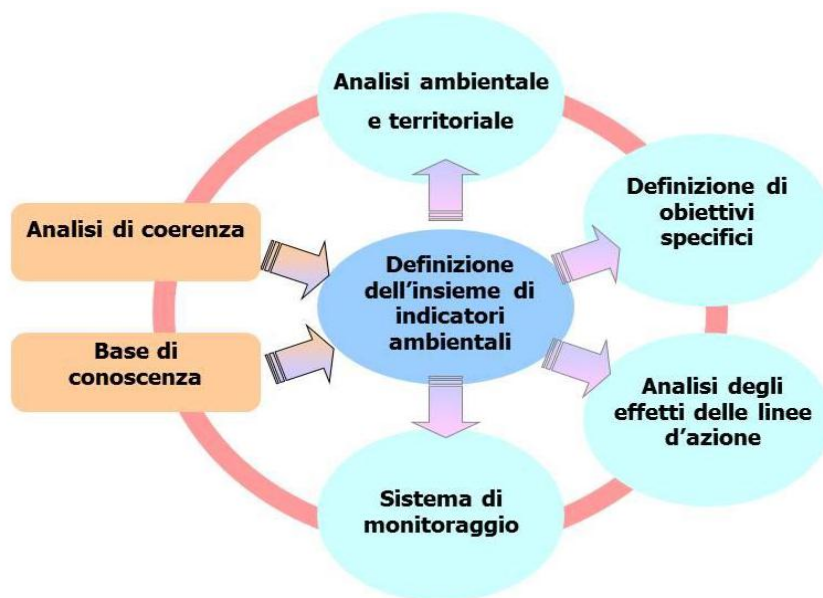 Analisi ambientale
e territoriale
Definizione di
obiettivi
specifici
Analisi di coerenza
Definizione
dell'insieme di
indicatori
ambientali
Base di
conoscenza
Analisi degli
effetti delle linee
d'azione
Sistema di
monitoraggio